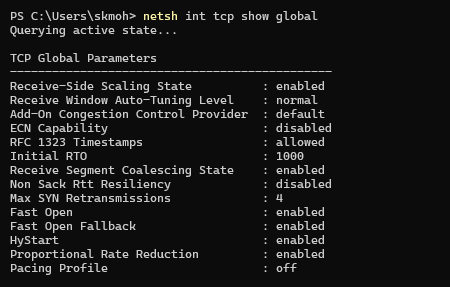 PS C:\Users\skmoh> netsh int tcp show global
Querying active state...

TCP Global Parameters
----------------------------------------------
Receive-Side Scaling State          : enabled
Receive Window Auto-Tuning Level    : normal
Add-On Congestion Control Provider  : default
ECN Capability                      : disabled
RFC 1323 Timestamps                 : allowed
Initial RTO                         : 1000
Receive Segment Coalescing State    : enabled
Non Sack Rtt Resiliency             : disabled
Max SYN Retransmissions             : 4
Fast Open                           : enabled
Fast Open Fallback                  : enabled
HyStart                             : enabled
Proportional Rate Reduction         : enabled
Pacing Profile                      : off